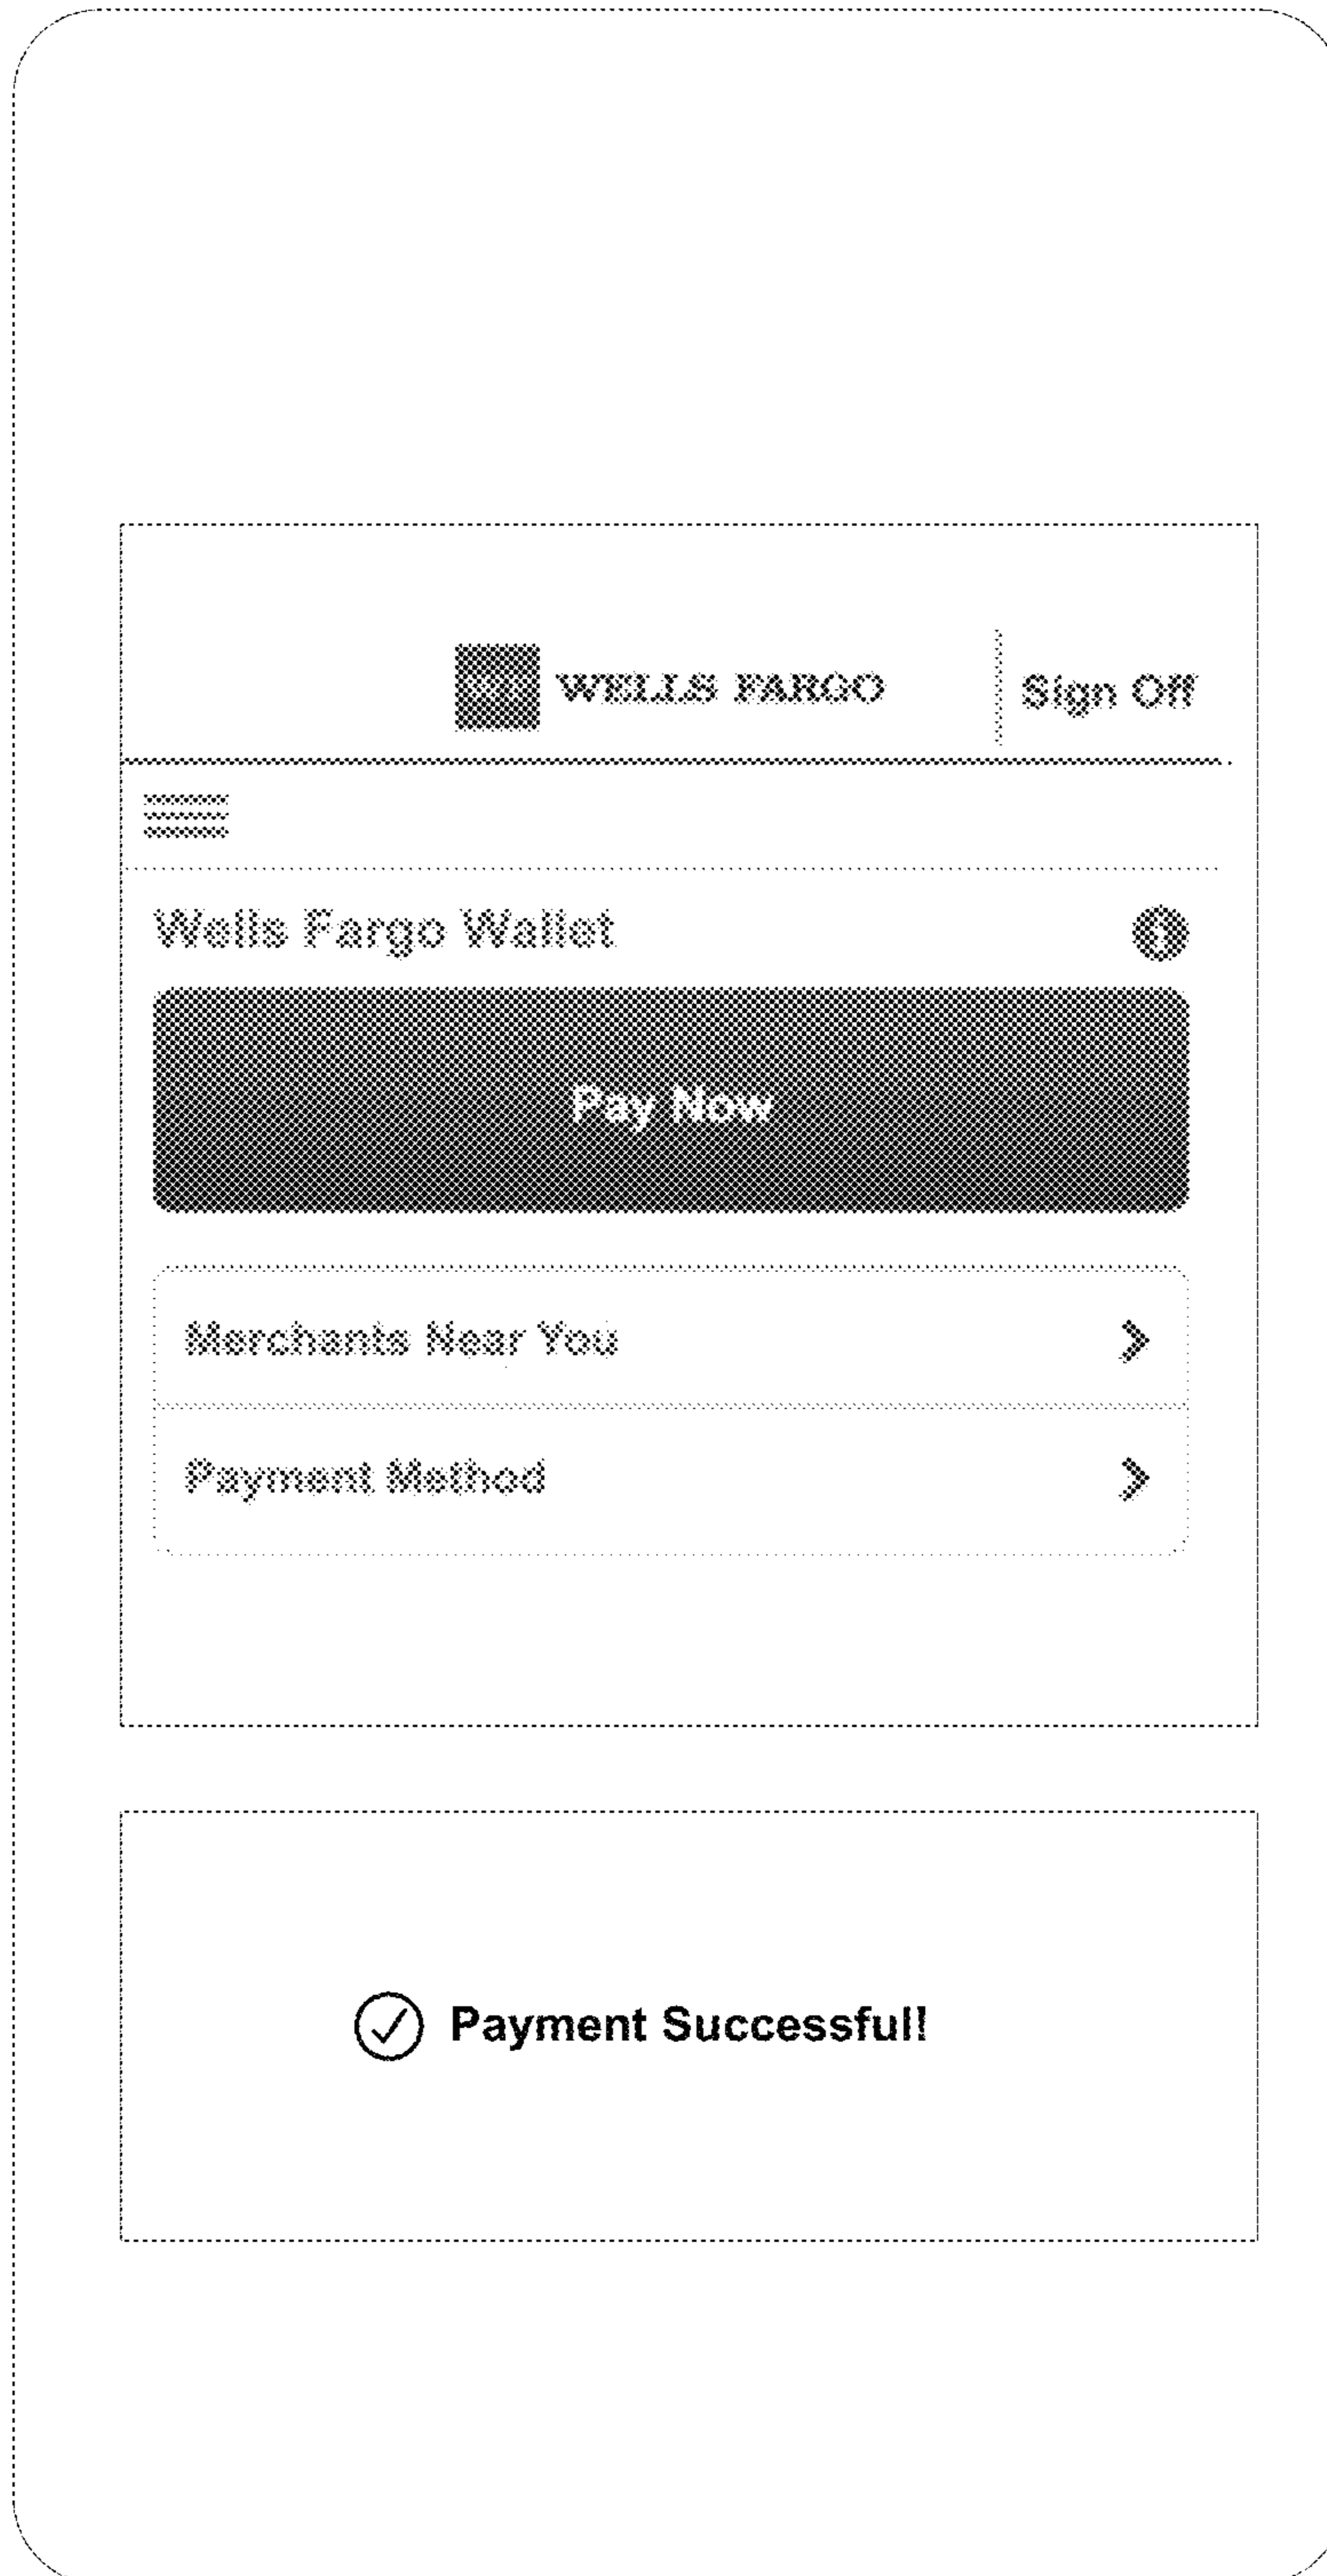 WELLS FARGO
Sign Off
Wells Fargo Wallet
Pay Now
Merchants Near You
Payment Method
Payment Successful!